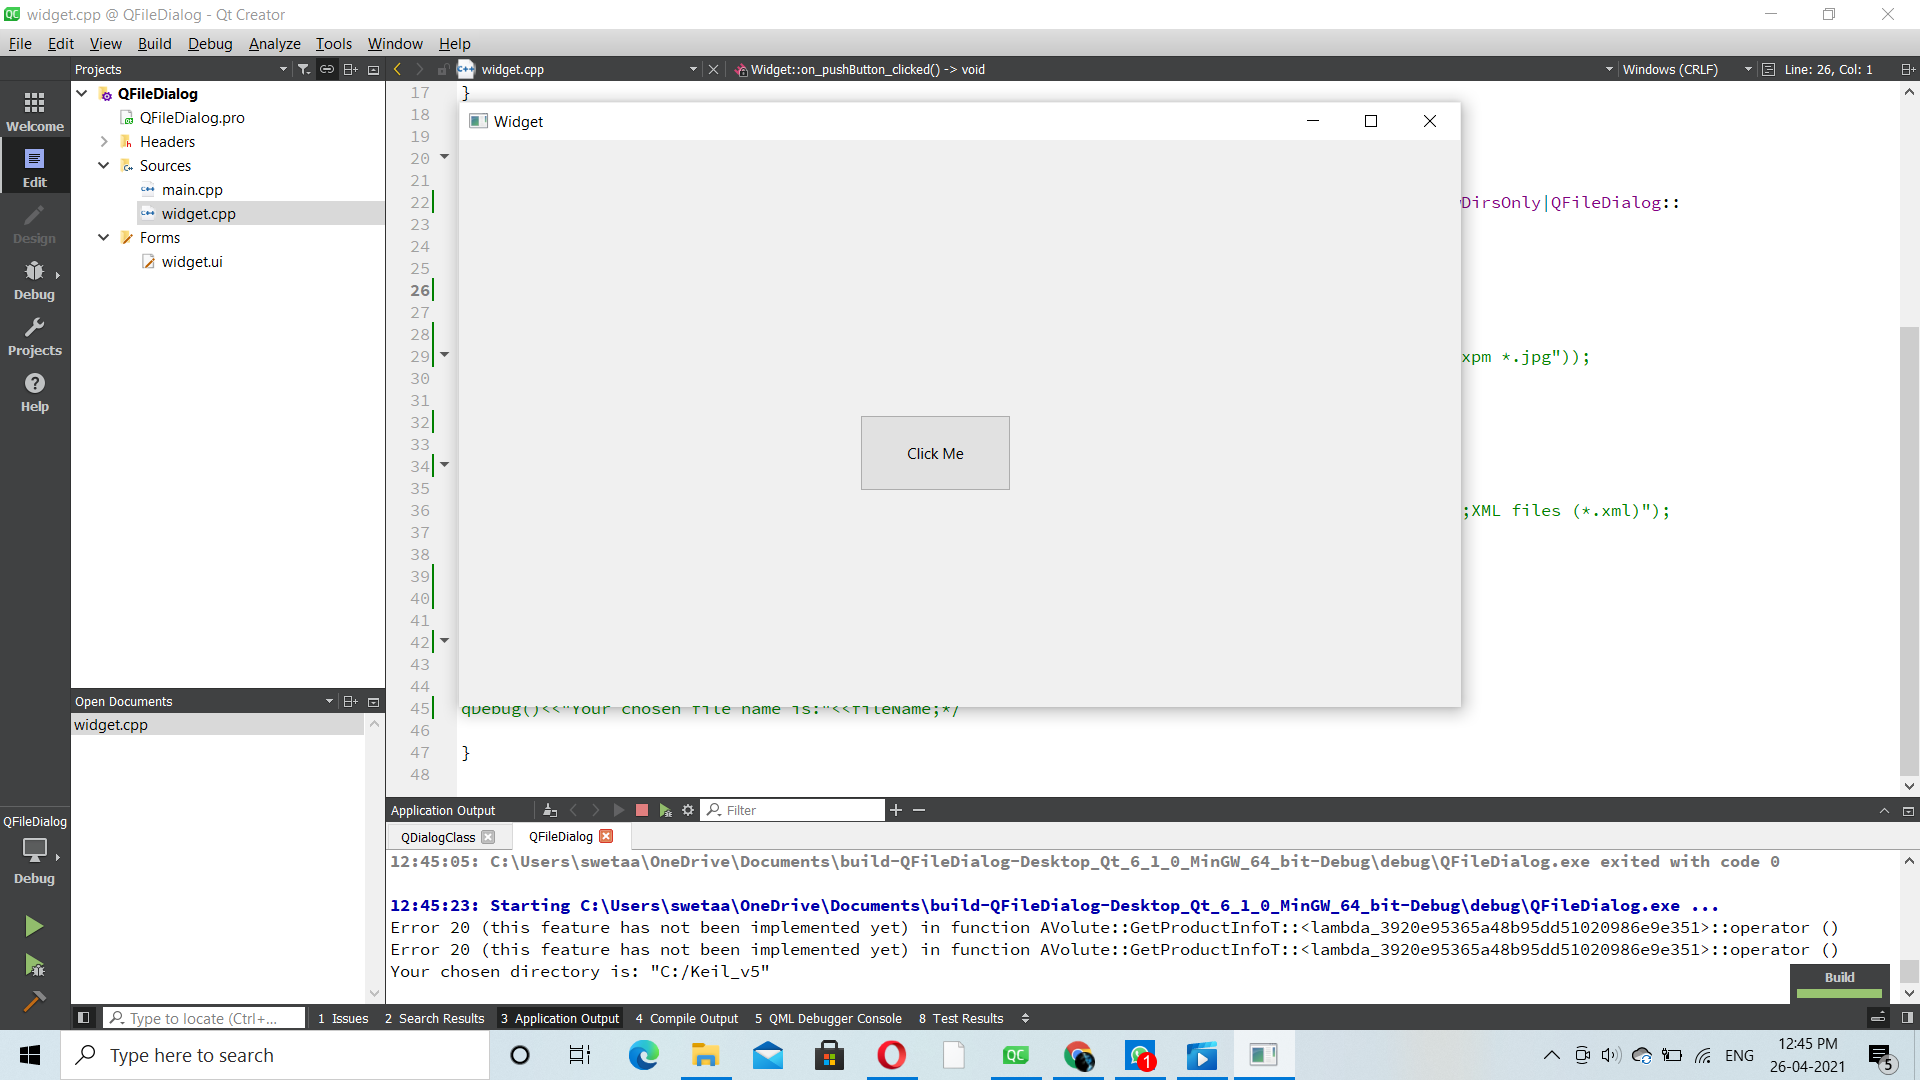 widget.cpp @ QFileDialog - Qt Creator
File Edit View Build Debug Analyze Tools Window Help
Projects
widget.cpp
Widget::on_pushButton_clicked() -> void
Windows (CRLF)
Line: 26, Col: 1
Welcome
Edit
Design
Debug
Projects
Help
QFileDialog
QFileDialog.pro
Headers
Sources
main.cpp
widget.cpp
Forms
widget.ui
17 }
18
19
20
21
22 DirsOnly|QFileDialog::
23
24
25
26
27
28
29 xpm *.jpg"));
30
31
32
33
34
35
36 ;XML files (*.xml)");
37
38
39
40
41
42
43
44
45 qDebug()<<"Your chosen file name is:"<<fileName;*/
46
47 }
48
Widget
Click Me
Open Documents
widget.cpp
QFileDialog
Debug
Application Output
Filter
QDialogClass
QFileDialog
12:45:05: C:\Users\swetaa\OneDrive\Documents\build-QFileDialog-Desktop_Qt_6_1_0_MinGW_64_bit-Debug\debug\QFileDialog.exe exited with code 0
12:45:23: Starting C:\Users\swetaa\OneDrive\Documents\build-QFileDialog-Desktop_Qt_6_1_0_MinGW_64_bit-Debug\debug\QFileDialog.exe ...
Error 20 (this feature has not been implemented yet) in function AVolute::GetProductInfoT::<lambda_3920e95365a48b95dd51020986e9e351>::operator ()
Error 20 (this feature has not been implemented yet) in function AVolute::GetProductInfoT::<lambda_3920e95365a48b95dd51020986e9e351>::operator ()
Your chosen directory is: "C:/Keil_v5"
Build
Type to locate (Ctrl+...
1 Issues
2 Search Results
3 Application Output
4 Compile Output
5 QML Debugger Console
8 Test Results
Type here to search
QC
1
ENG
12:45 PM
26-04-2021
5